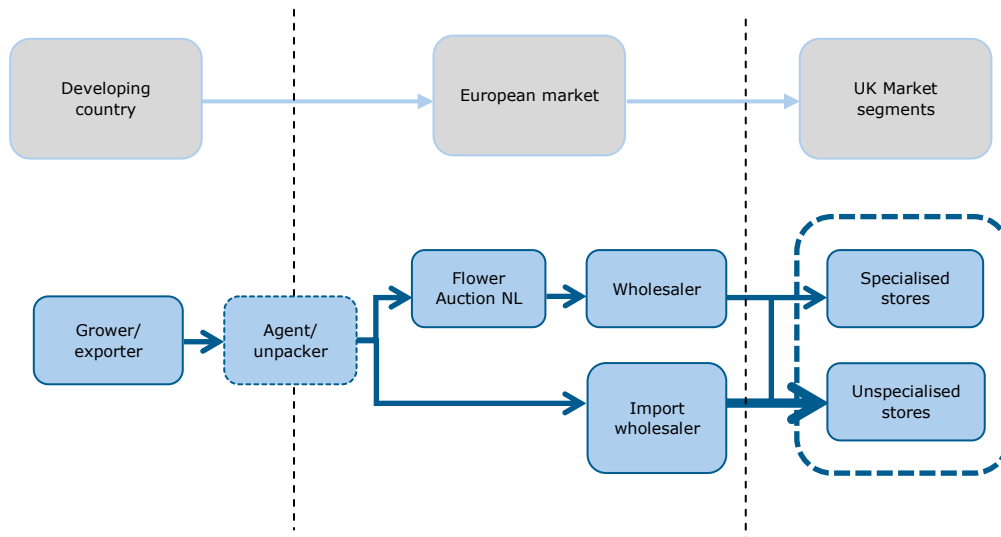 Developing
country
European market
UK Market
segments
Flower
Auction NL
Wholesaler
Specialised
stores
Grower/
exporter
Agent/
unpacker
Import
wholesaler
Unspecialised
stores